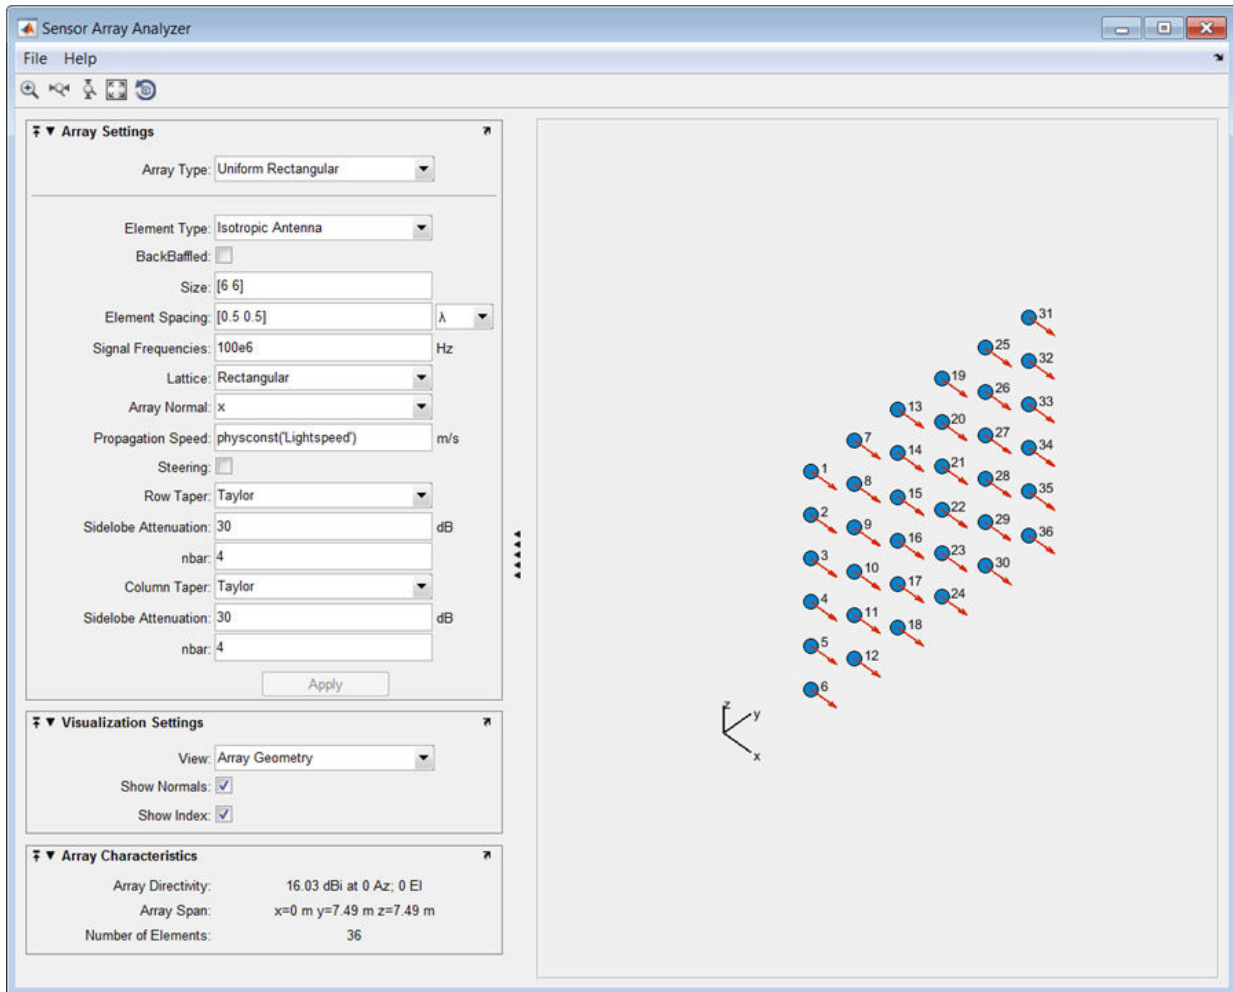 Sensor Array Analyzer
File Help
Array Settings
Array Type: Uniform Rectangular
Element Type: Isotropic Antenna
BackBaffled:
Size: [6 6]
Element Spacing: [0.5 0.5] λ
Signal Frequencies: 100e6 Hz
Lattice: Rectangular
Array Normal: x
Propagation Speed: physconst('Lightspeed') m/s
Steering:
Row Taper: Taylor
Sidelobe Attenuation: 30 dB
nbar: 4
Column Taper: Taylor
Sidelobe Attenuation: 30 dB
nbar: 4
Apply
Visualization Settings
View: Array Geometry
Show Normals:
Show Index:
Array Characteristics
Array Directivity: 16.03 dBi at 0 Az; 0 El
Array Span: x=0 m y=7.49 m z=7.49 m
Number of Elements: 36
31
25
32
19
26
13
33
20
7
27
14
34
1
21
8
28
15
35
2
22
9
29
16
36
3
23
10
30
17
4
24
11
18
5
12
6
z
y
x